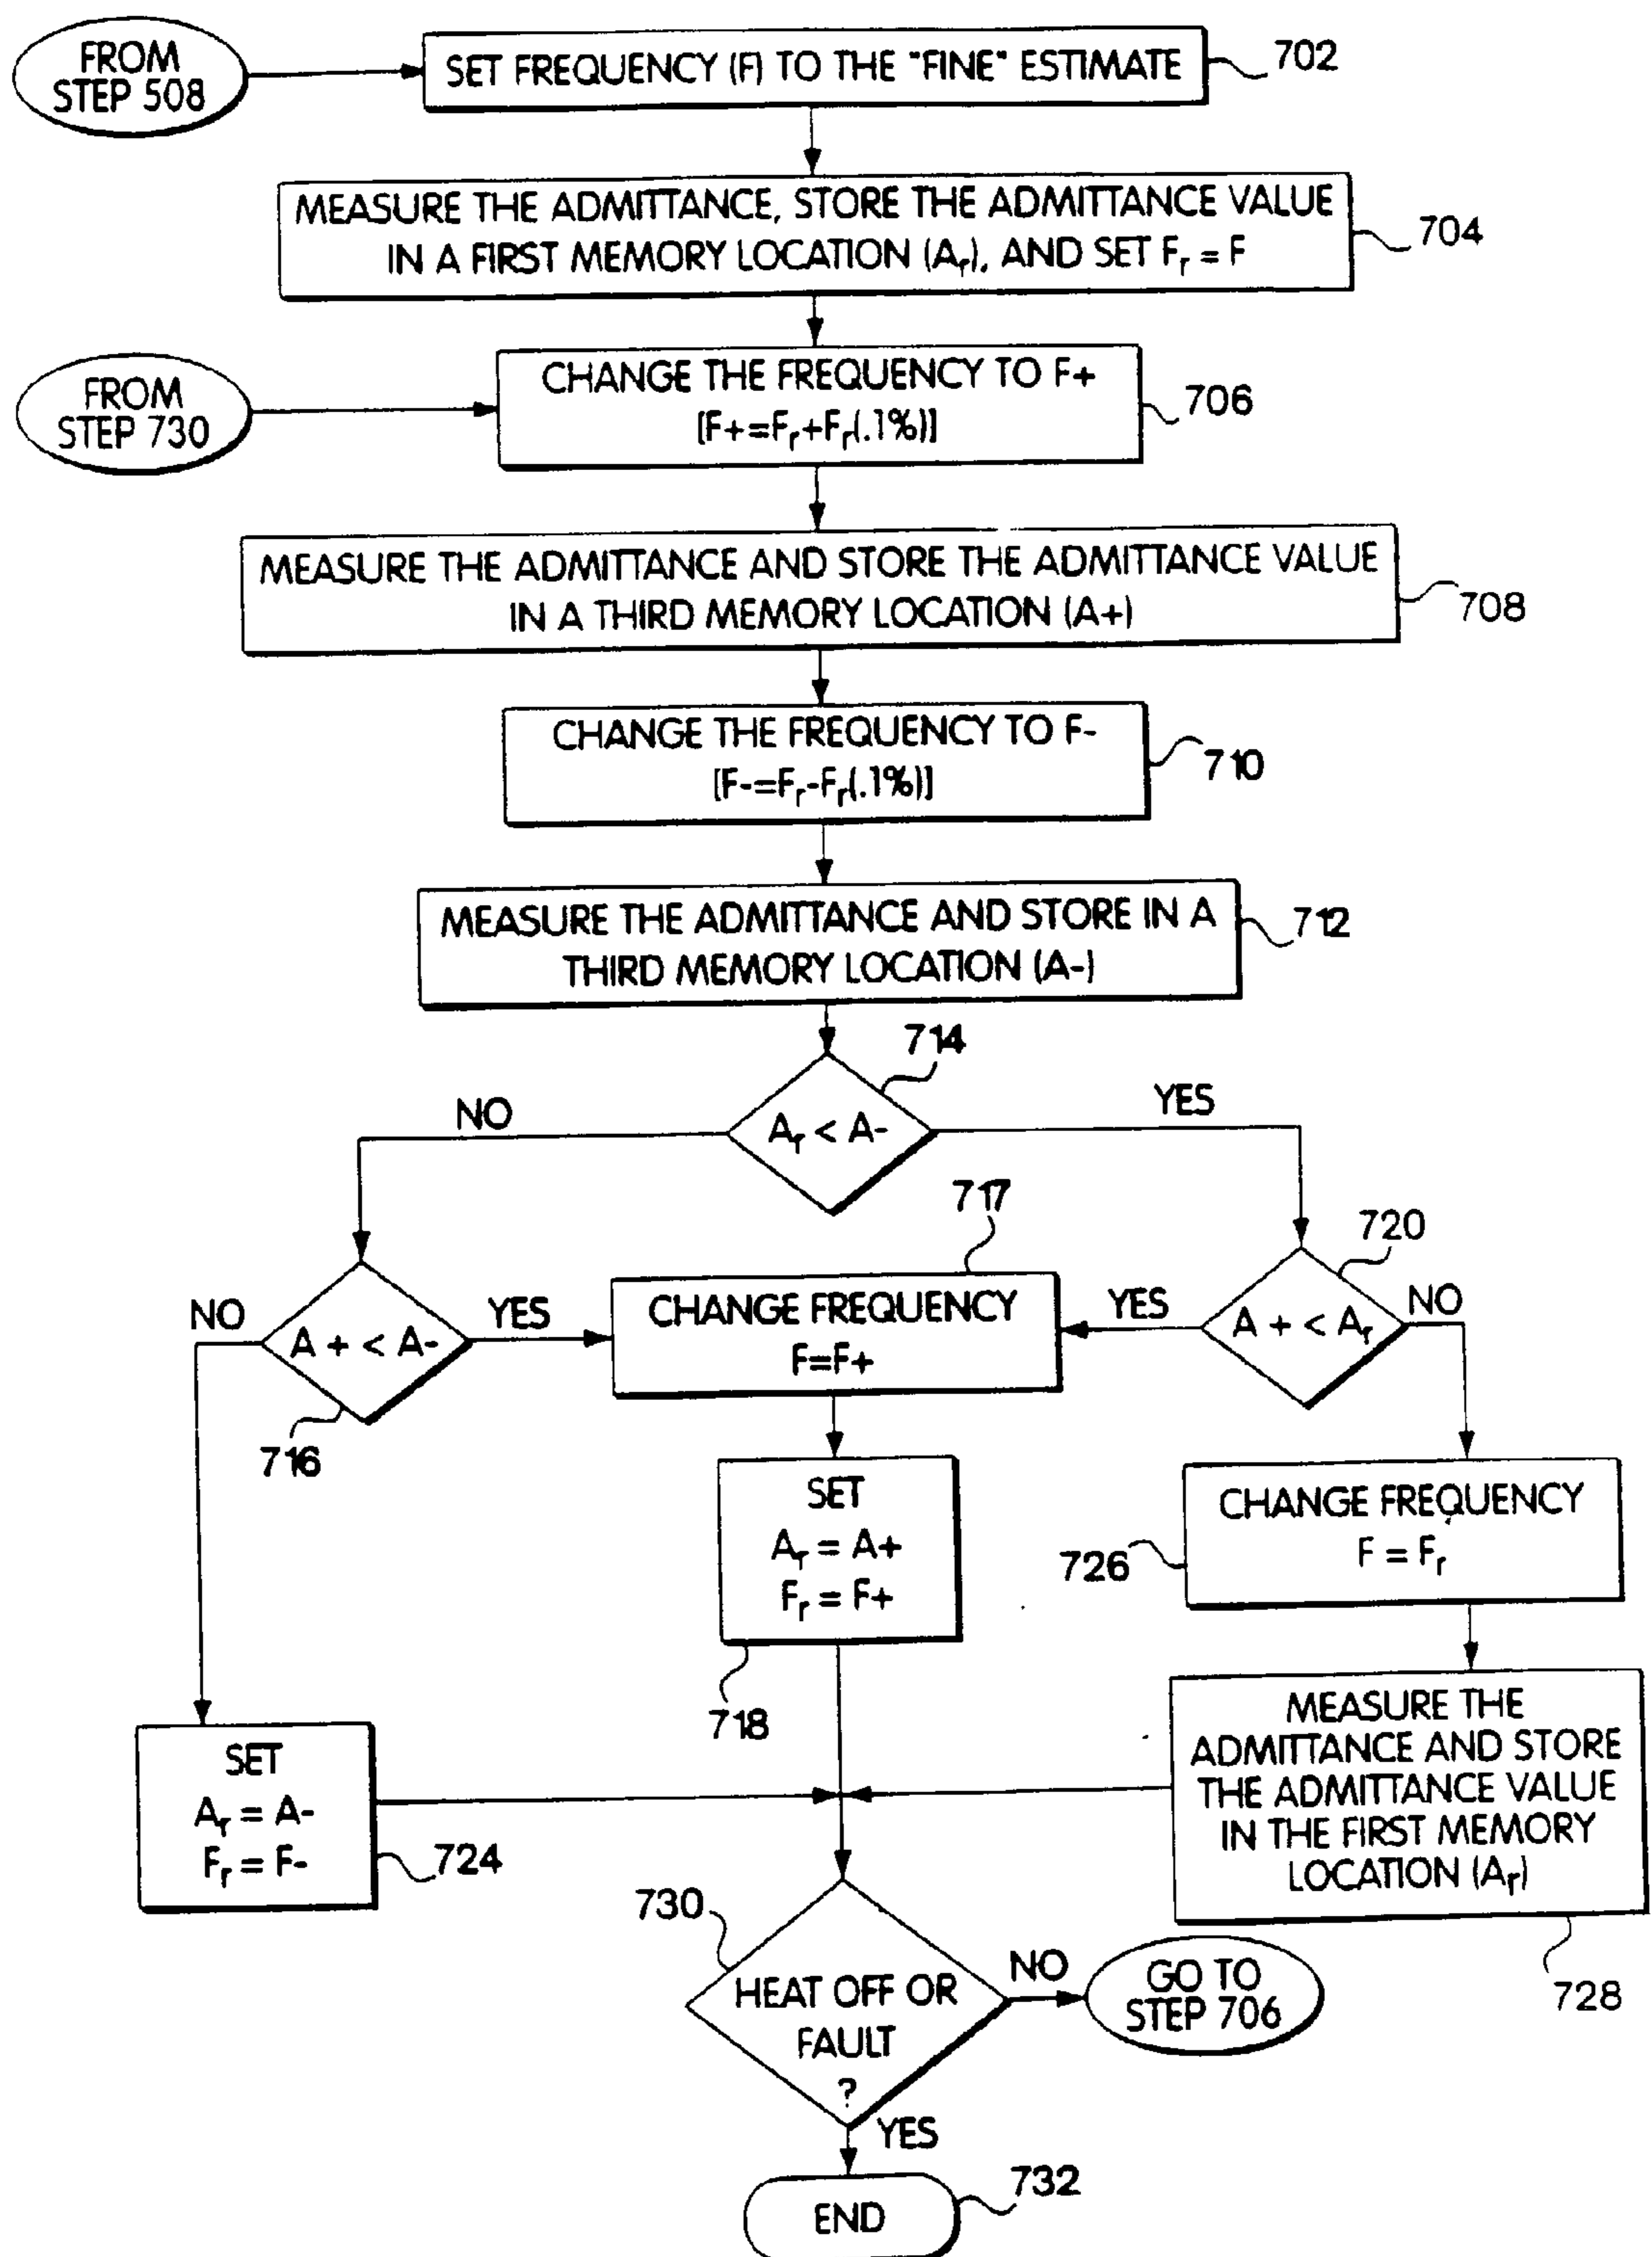 FROM
STEP 508
SET FREQUENCY (F) TO THE "FINE" ESTIMATE
702
MEASURE THE ADMITTANCE, STORE THE ADMITTANCE VALUE
IN A FIRST MEMORY LOCATION (Ar), AND SET Fr = F
704
FROM
STEP 730
CHANGE THE FREQUENCY TO F+
[F+=Fr+Fr(.1%)]
706
MEASURE THE ADMITTANCE AND STORE THE ADMITTANCE VALUE
IN A THIRD MEMORY LOCATION (A+)
708
CHANGE THE FREQUENCY TO F-
[F-=Fr-Fr(.1%)]
710
MEASURE THE ADMITTANCE AND STORE IN A
THIRD MEMORY LOCATION (A-)
712
714
Ar < A-
NO
YES
717
720
NO
A + < A-
YES
716
CHANGE FREQUENCY
F=F+
YES
A + < Ar
NO
SET
Ar = A+
Fr = F+
718
CHANGE FREQUENCY
F = Fr
726
SET
Ar = A-
Fr = F-
724
MEASURE THE
ADMITTANCE AND STORE
THE ADMITTANCE VALUE
IN THE FIRST MEMORY
LOCATION (Ar)
728
730
HEAT OFF OR
FAULT
?
NO
GO TO
STEP 706
YES
END
732